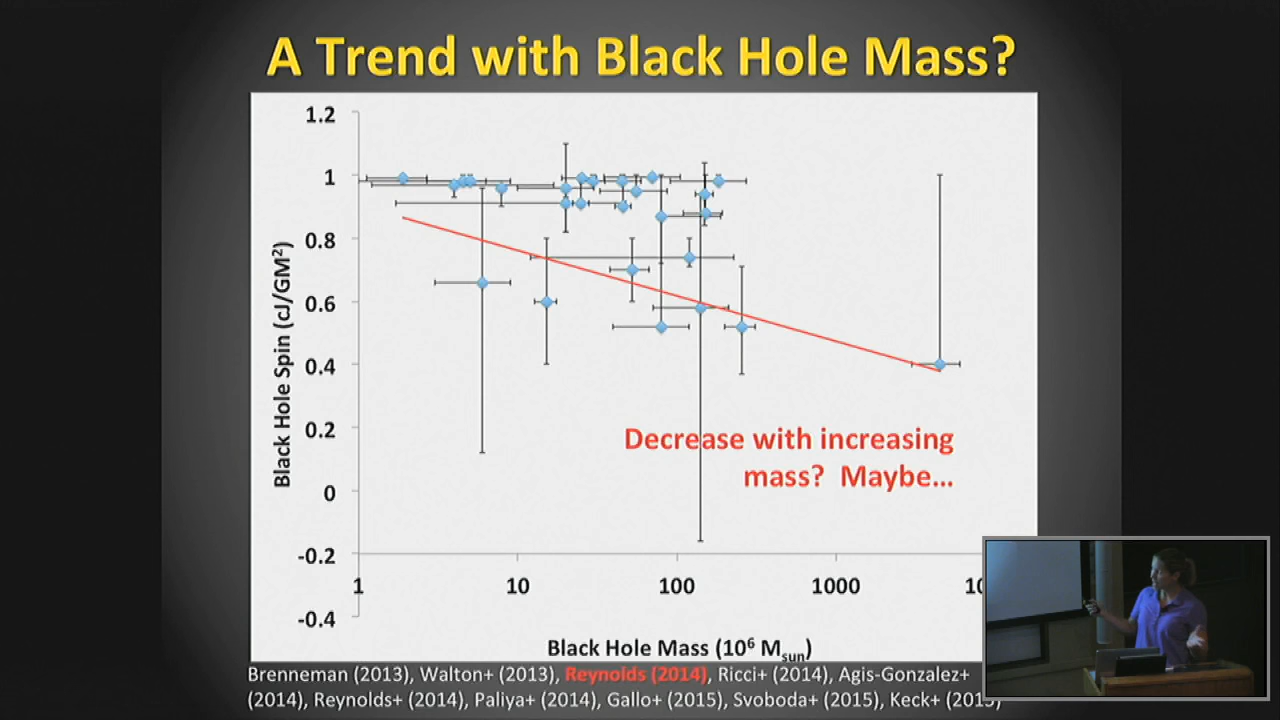 A Trend with Black Hole Mass?
1.2
1
0.8
0.6
0.4
0.2
0
-0.2
-0.4
Black Hole Spin (cJ/GM²)
Decrease with increasing
mass? Maybe...
1
10
100
1000
Black Hole Mass (10⁶ Msun)
Brenneman (2013), Walton+ (2013), Reynolds (2014), Ricci+ (2014), Agis-Gonzalez+
(2014), Reynolds+ (2014), Paliya+ (2014), Gallo+ (2015), Svoboda+ (2015), Keck+ (2015)